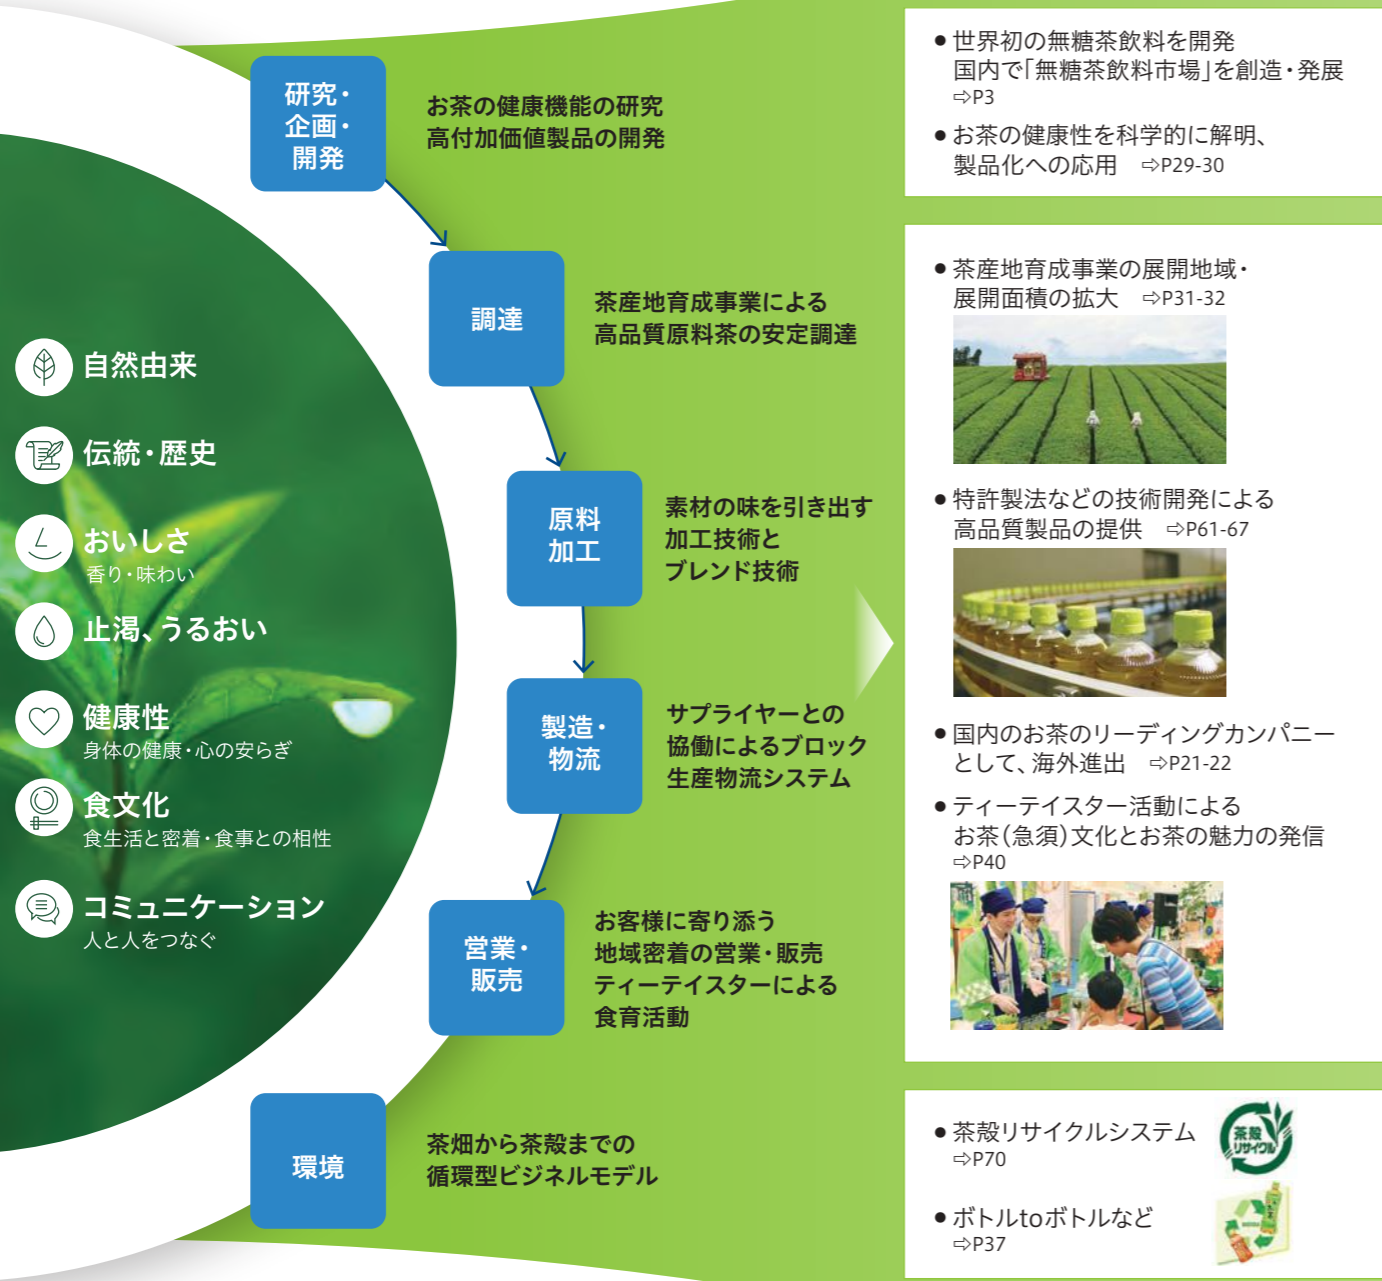 自然由来
伝統・歴史
おいしさ
香り・味わい
止渇、うるおい
健康性
身体の健康・心の安らぎ
食文化
食生活と密着・食事との相性
コミュニケーション
人と人をつなぐ
研究・
企画・
開発
お茶の健康機能の研究
高付加価値製品の開発
調達
茶産地育成事業による
高品質原料茶の安定調達
原料
加工
素材の味を引き出す
加工技術と
ブレンド技術
製造・
物流
サプライヤーとの
協働によるブロック
生産物流システム
営業・
販売
お客様に寄り添う
地域密着の営業・販売
ティーテイスターによる
食育活動
環境
茶畑から茶殻までの
循環型ビジネルモデル
● 世界初の無糖茶飲料を開発
国内で「無糖茶飲料市場」を創造・発展
⇨P3
● お茶の健康性を科学的に解明、
製品化への応用 ⇨P29-30
● 茶産地育成事業の展開地域・
展開面積の拡大 ⇨P31-32
● 特許製法などの技術開発による
高品質製品の提供 ⇨P61-67
● 国内のお茶のリーディングカンパニー
として、海外進出 ⇨P21-22
● ティーテイスター活動による
お茶（急須）文化とお茶の魅力の発信
⇨P40
● 茶殻リサイクルシステム
⇨P70
茶殻
リサイクル
● ボトルtoボトルなど
⇨P37